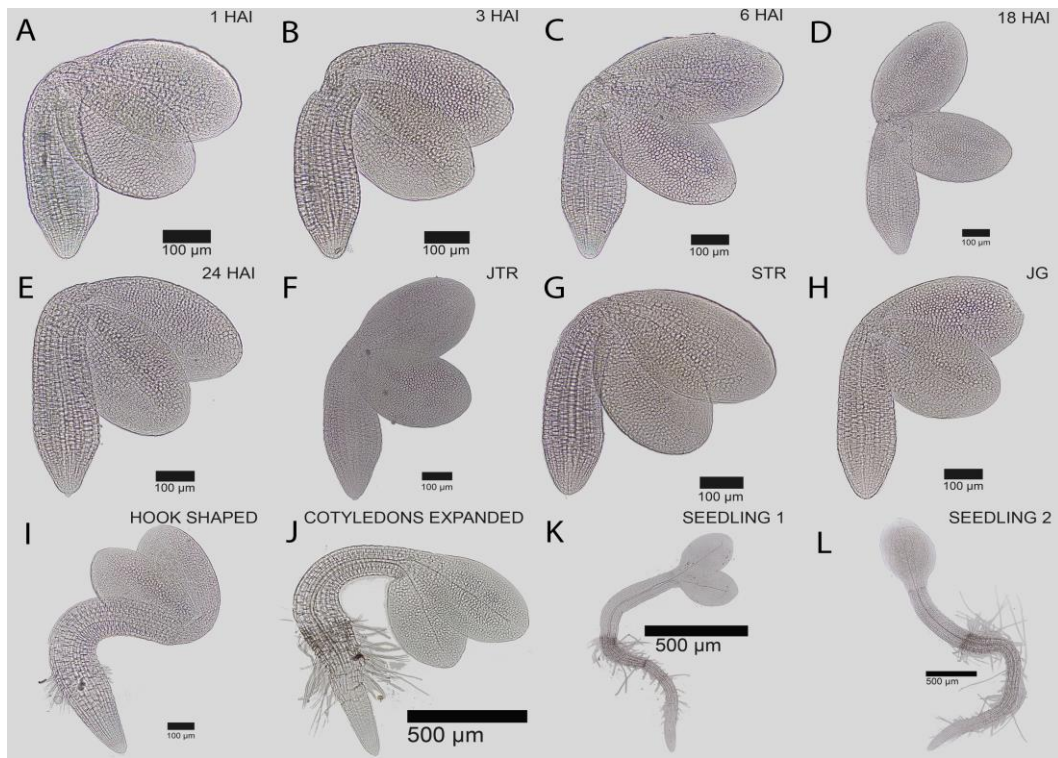 A
1 HAI
100 µm
B
3 HAI
100 µm
C
6 HAI
100 µm
D
18 HAI
100 µm
E
24 HAI
100 µm
F
JTR
100 µm
G
STR
100 µm
H
JG
100 µm
I
HOOK SHAPED
100 µm
J
COTYLEDONS EXPANDED
500 µm
K
SEEDLING 1
500 µm
L
SEEDLING 2
500 µm